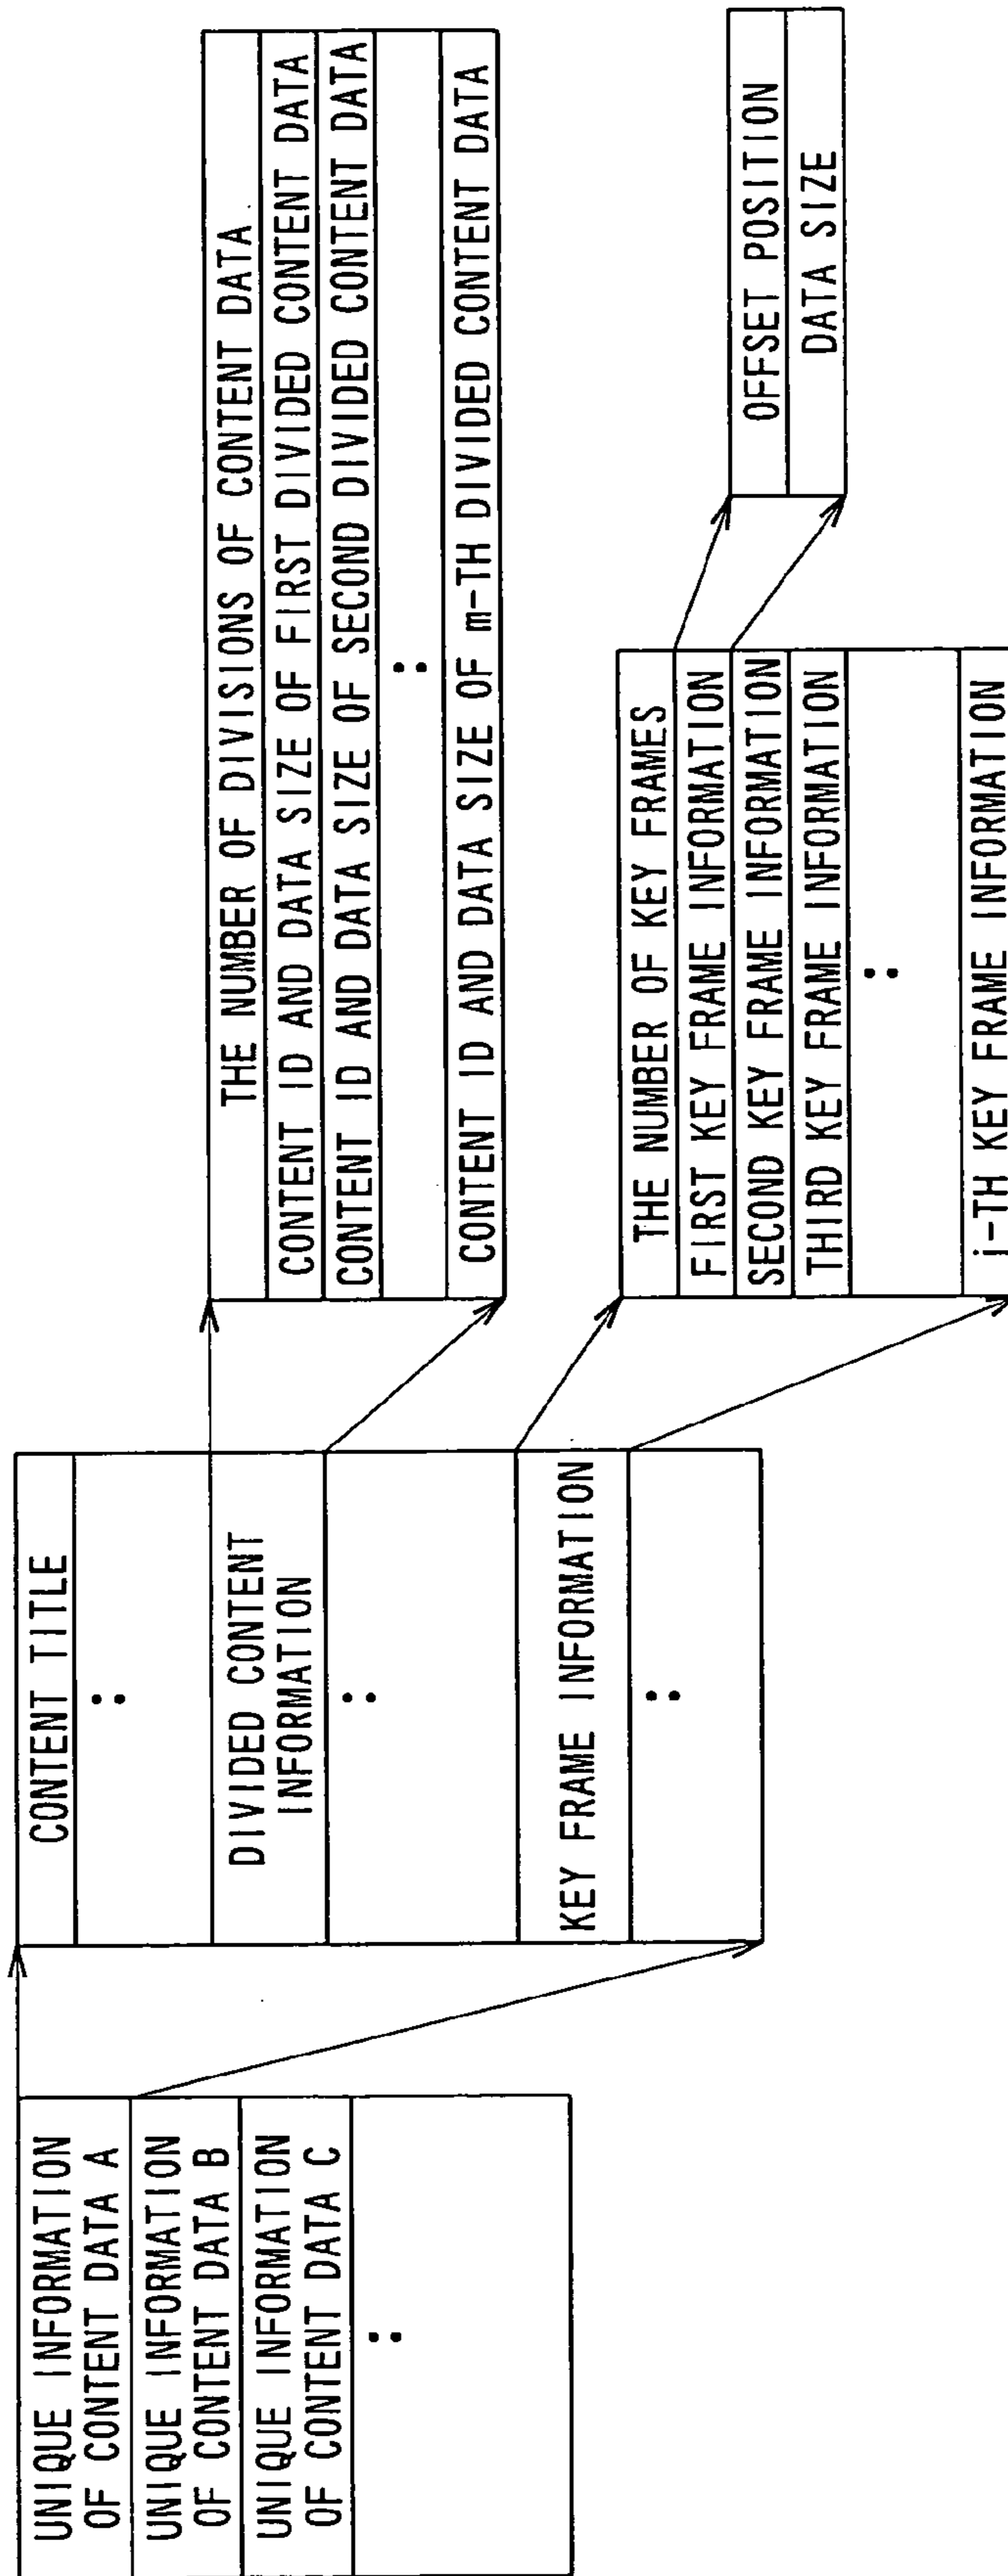 UNIQUE INFORMATION
OF CONTENT DATA A
UNIQUE INFORMATION
OF CONTENT DATA B
UNIQUE INFORMATION
OF CONTENT DATA C
:
CONTENT TITLE
:
DIVIDED CONTENT
INFORMATION
:
KEY FRAME INFORMATION
:
THE NUMBER OF DIVISIONS OF CONTENT DATA
CONTENT ID AND DATA SIZE OF FIRST DIVIDED CONTENT DATA
CONTENT ID AND DATA SIZE OF SECOND DIVIDED CONTENT DATA
:
CONTENT ID AND DATA SIZE OF m-TH DIVIDED CONTENT DATA
THE NUMBER OF KEY FRAMES
FIRST KEY FRAME INFORMATION
SECOND KEY FRAME INFORMATION
THIRD KEY FRAME INFORMATION
:
i-TH KEY FRAME INFORMATION
OFFSET POSITION
DATA SIZE